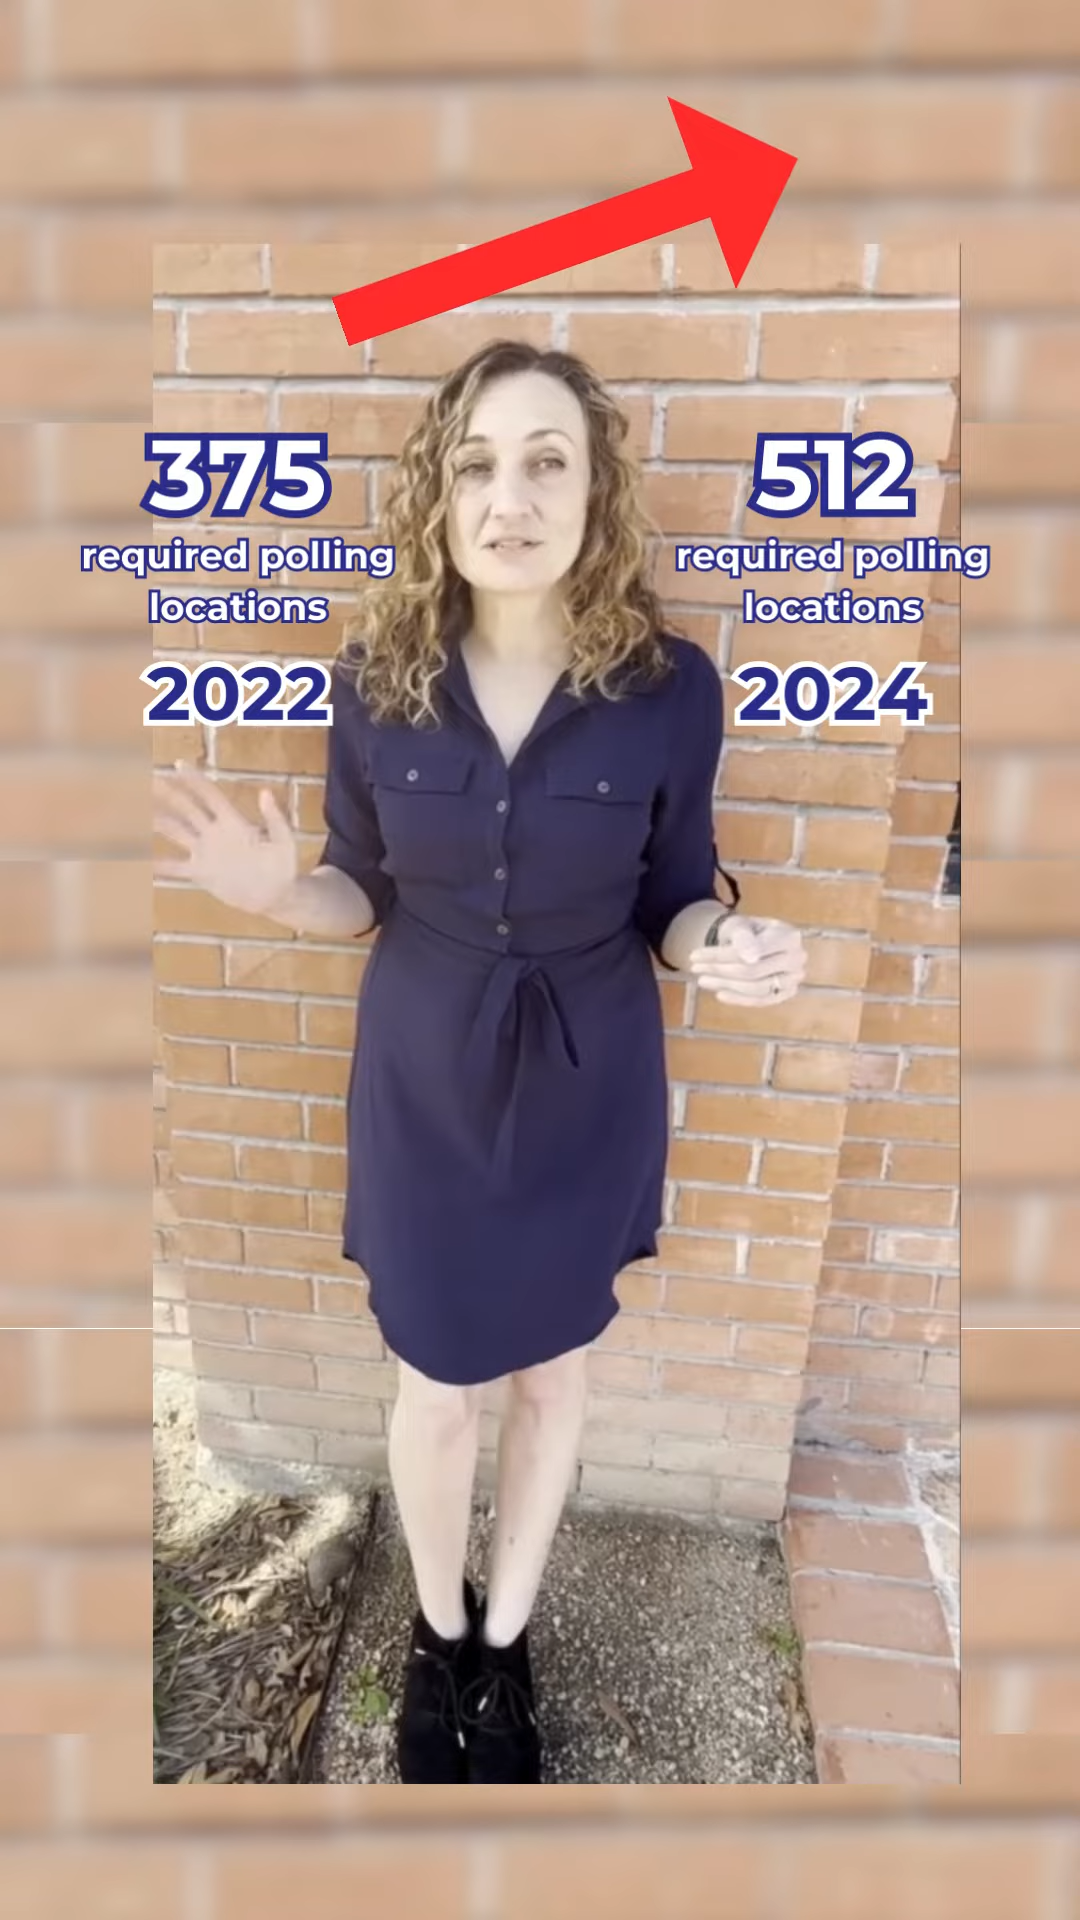 375
required polling
locations
2022
512
required polling
locations
2024